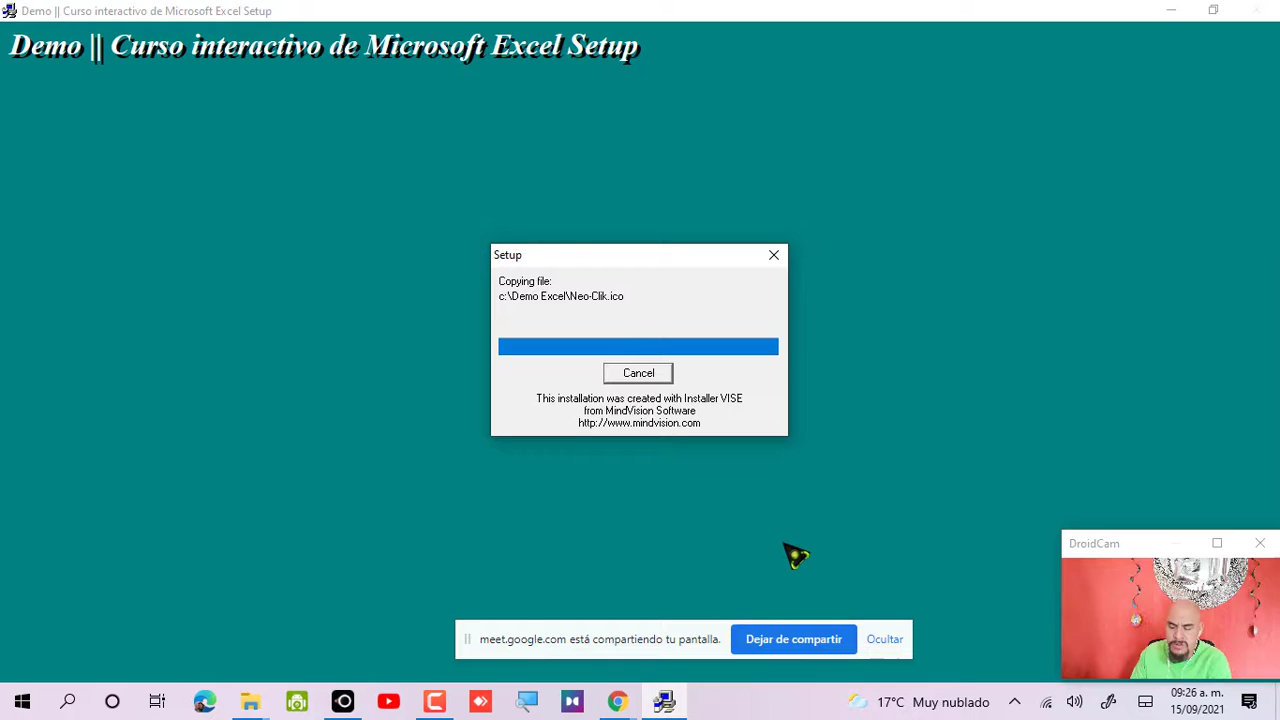 Demo || Curso interactivo de Microsoft Excel Setup
Demo || Curso interactivo de Microsoft Excel Setup
Setup
Copying file:
c:\Demo Excel\Neo-Clik.ico
Cancel
This installation was created with Installer VISE
from MindVision Software
http://www.mindvision.com
DroidCam
meet.google.com está compartiendo tu pantalla.
Dejar de compartir
Ocultar
17°C Muy nublado
09:26 a. m.
15/09/2021